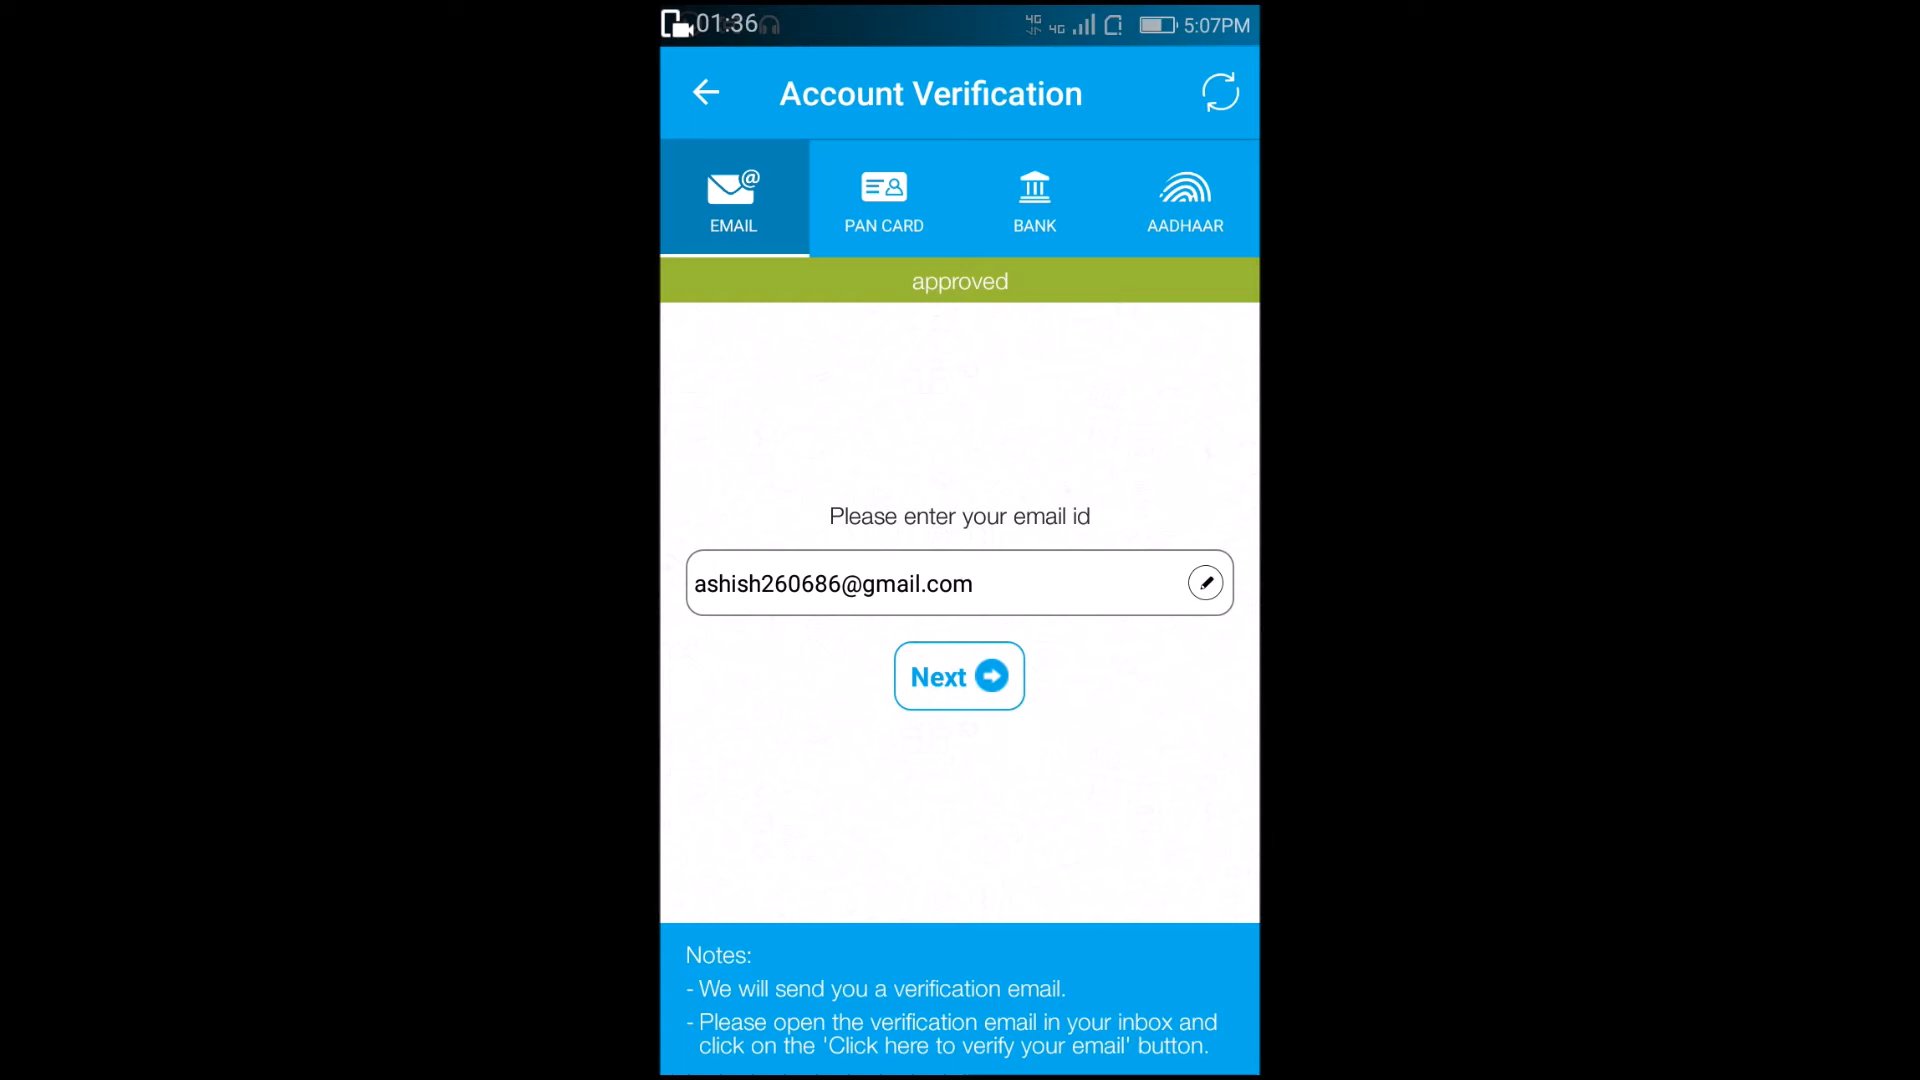 01:36
4G 4G 5:07PM
Account Verification
@
EMAIL PAN CARD BANK AADHAAR
approved
Please enter your email id
ashish260686@gmail.com
Next
Notes:
- We will send you a verification email.
- Please open the verification email in your inbox and
click on the 'Click here to verify your email' button.